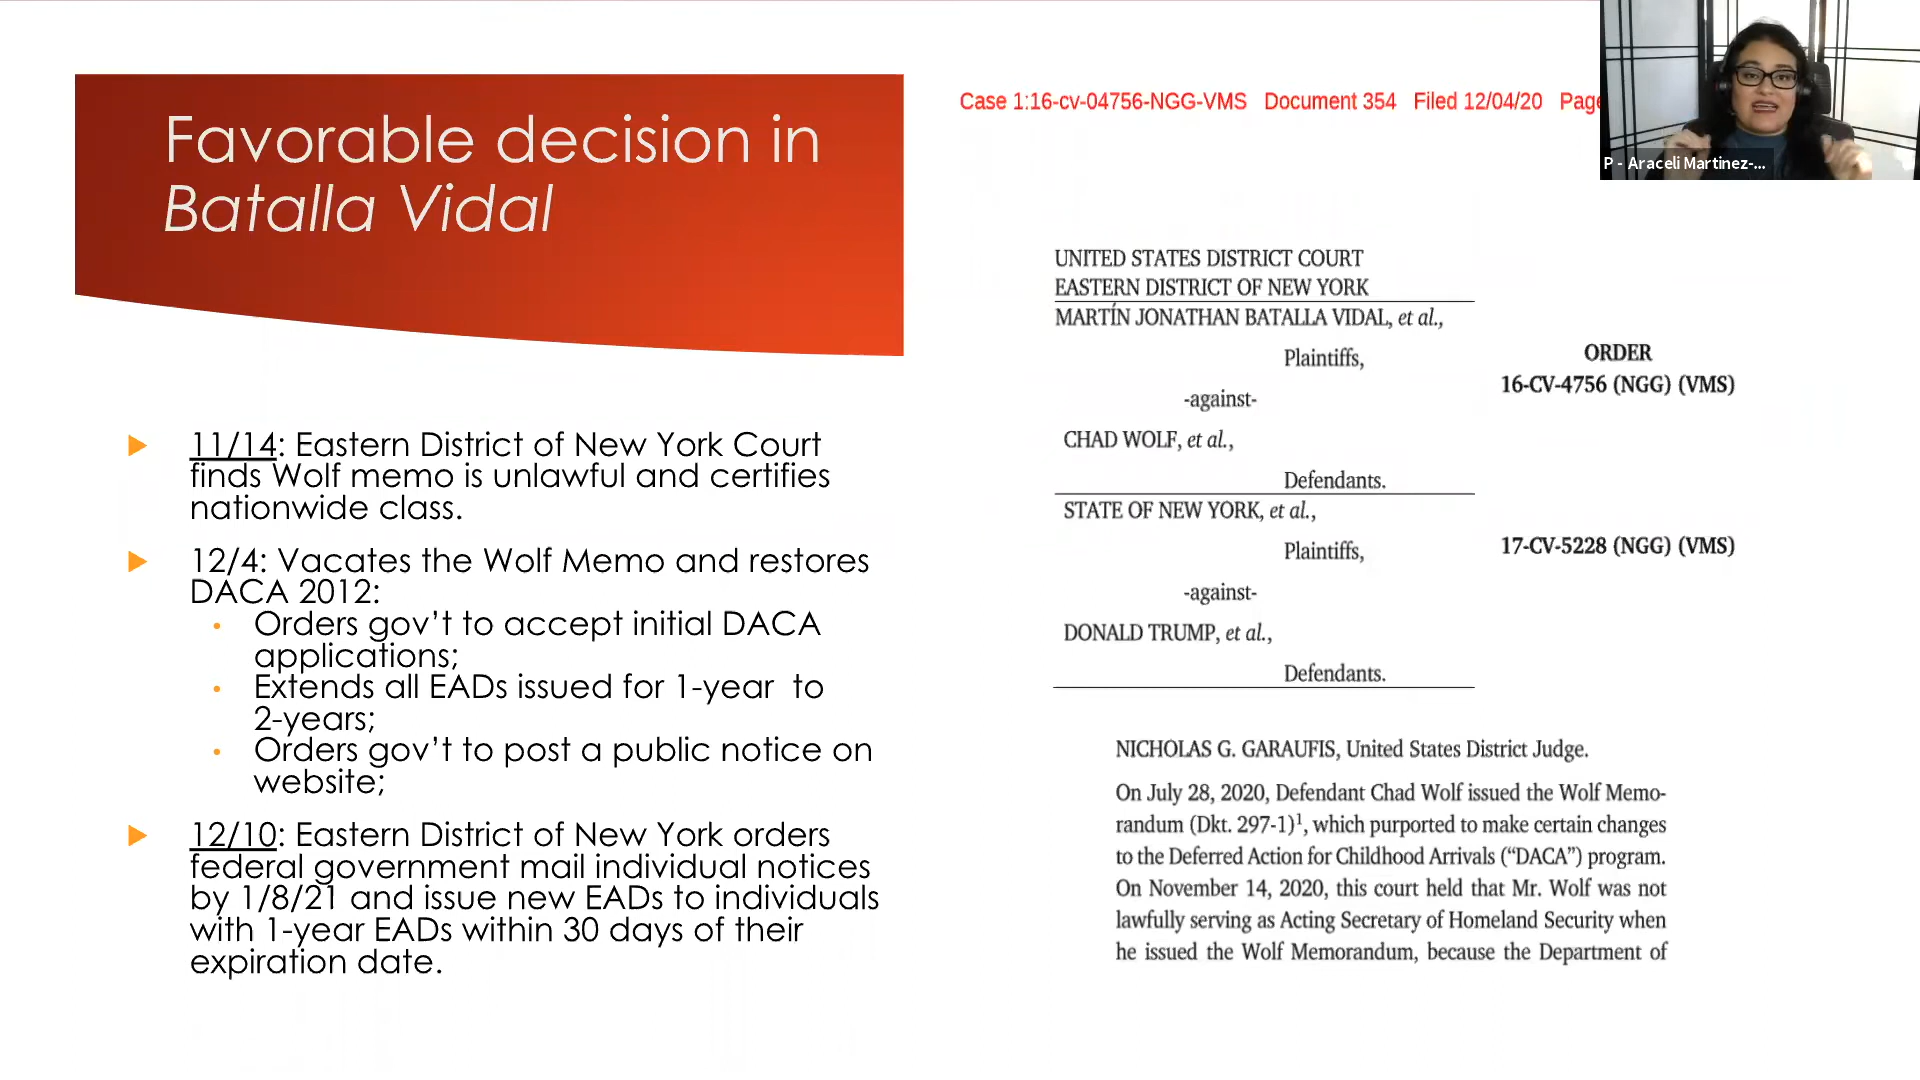 Favorable decision in
Batalla Vidal
11/14: Eastern District of New York Court
finds Wolf memo is unlawful and certifies
nationwide class.
12/4: Vacates the Wolf Memo and restores
DACA 2012:
Orders gov’t to accept initial DACA
applications;
Extends all EADs issued for 1-year  to
2-years;
Orders gov’t to post a public notice on
website;
12/10: Eastern District of New York orders
federal government mail individual notices
by 1/8/21 and issue new EADs to individuals
with 1-year EADs within 30 days of their
expiration date.
Case 1:16-cv-04756-NGG-VMS   Document 354   Filed 12/04/20   Page
P - Araceli Martinez-...
UNITED STATES DISTRICT COURT
EASTERN DISTRICT OF NEW YORK
MARTÍN JONATHAN BATALLA VIDAL, et al.,
Plaintiffs,
-against-
CHAD WOLF, et al.,
Defendants.
ORDER
16-CV-4756 (NGG) (VMS)
STATE OF NEW YORK, et al.,
Plaintiffs,
-against-
DONALD TRUMP, et al.,
Defendants.
17-CV-5228 (NGG) (VMS)
NICHOLAS G. GARAUFIS, United States District Judge.
On July 28, 2020, Defendant Chad Wolf issued the Wolf Memo-
randum (Dkt. 297-1)¹, which purported to make certain changes
to the Deferred Action for Childhood Arrivals (“DACA”) program.
On November 14, 2020, this court held that Mr. Wolf was not
lawfully serving as Acting Secretary of Homeland Security when
he issued the Wolf Memorandum, because the Department of